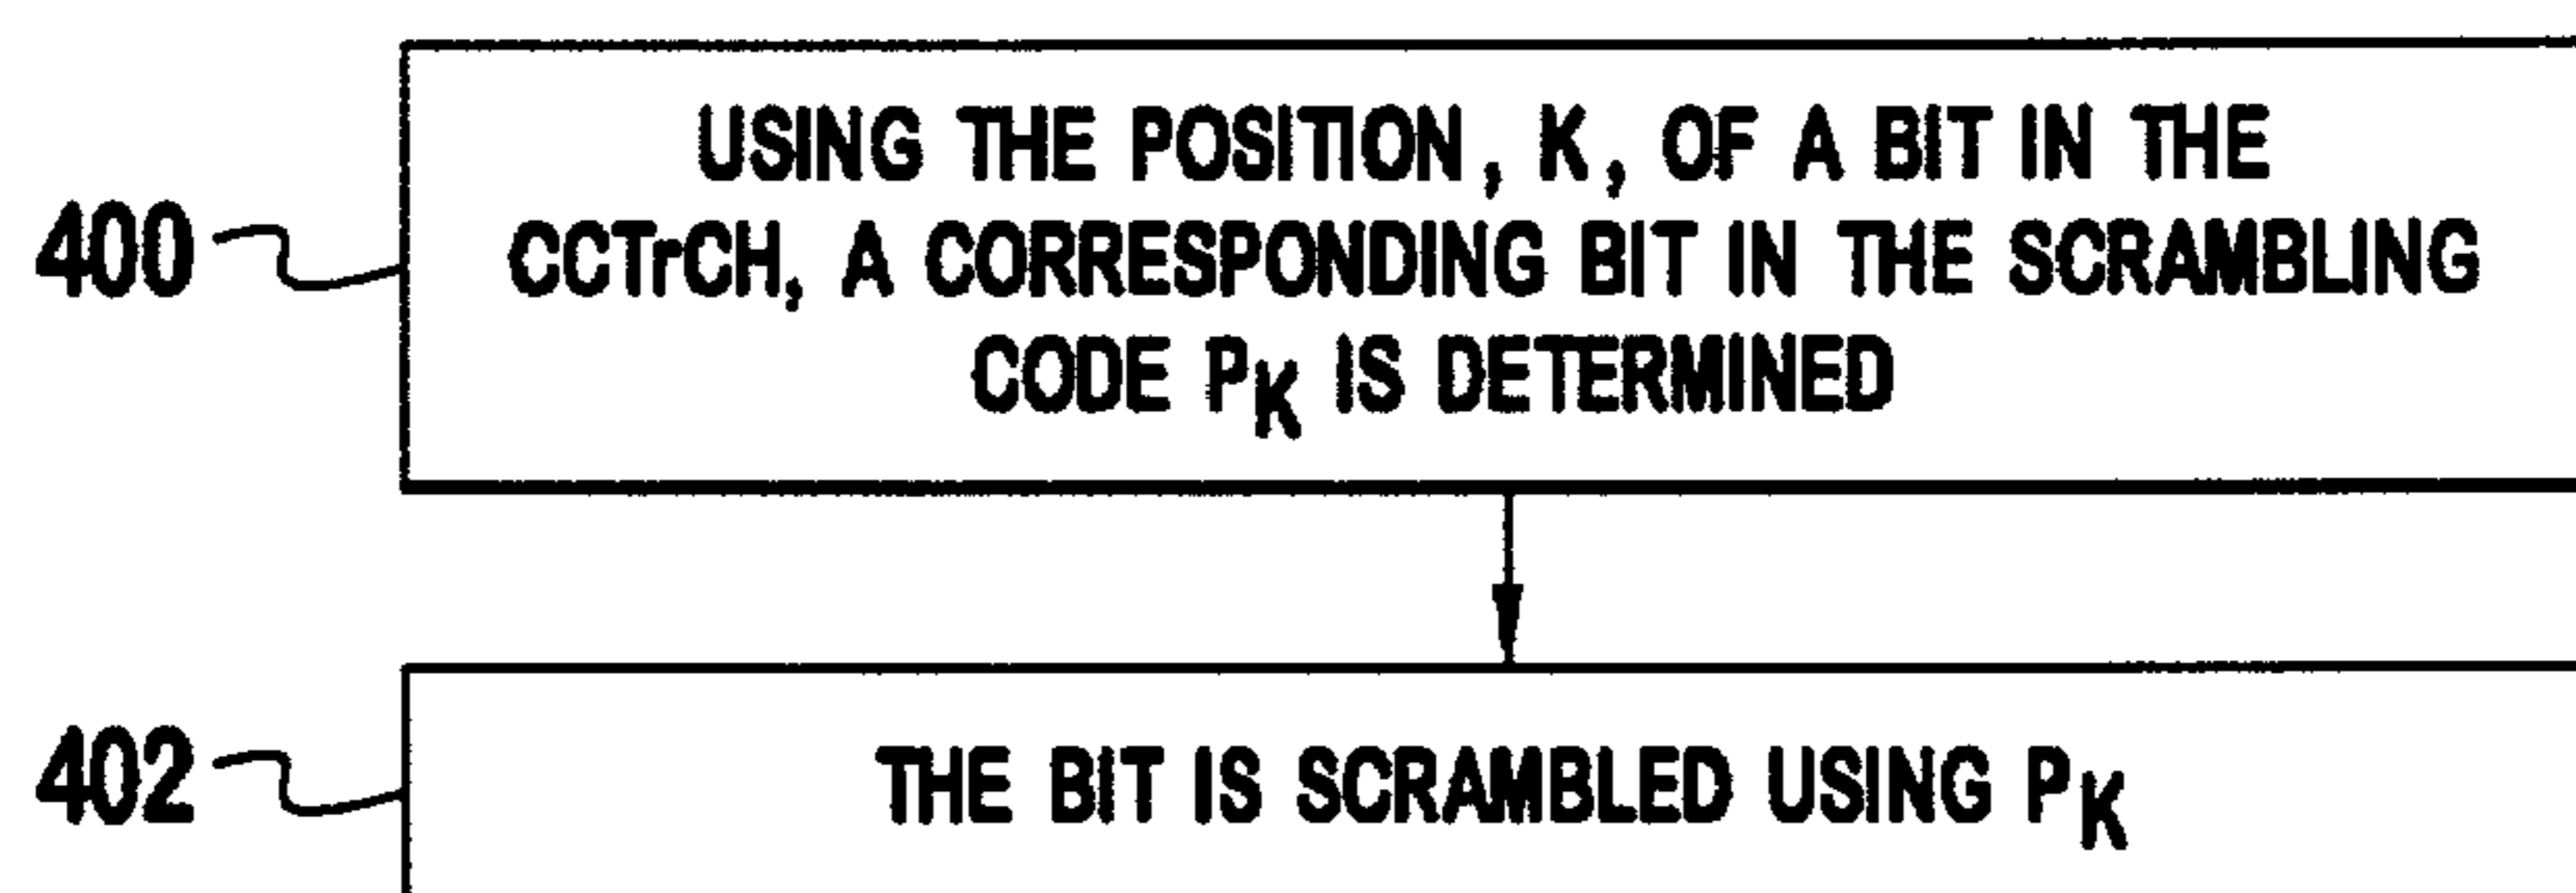 USING THE POSITION, K, OF A BIT IN THE
400
CCTrCH, A CORRESPONDING BIT IN THE SCRAMBLING
CODE PK IS DETERMINED
402
THE BIT IS SCRAMBLED USING PK